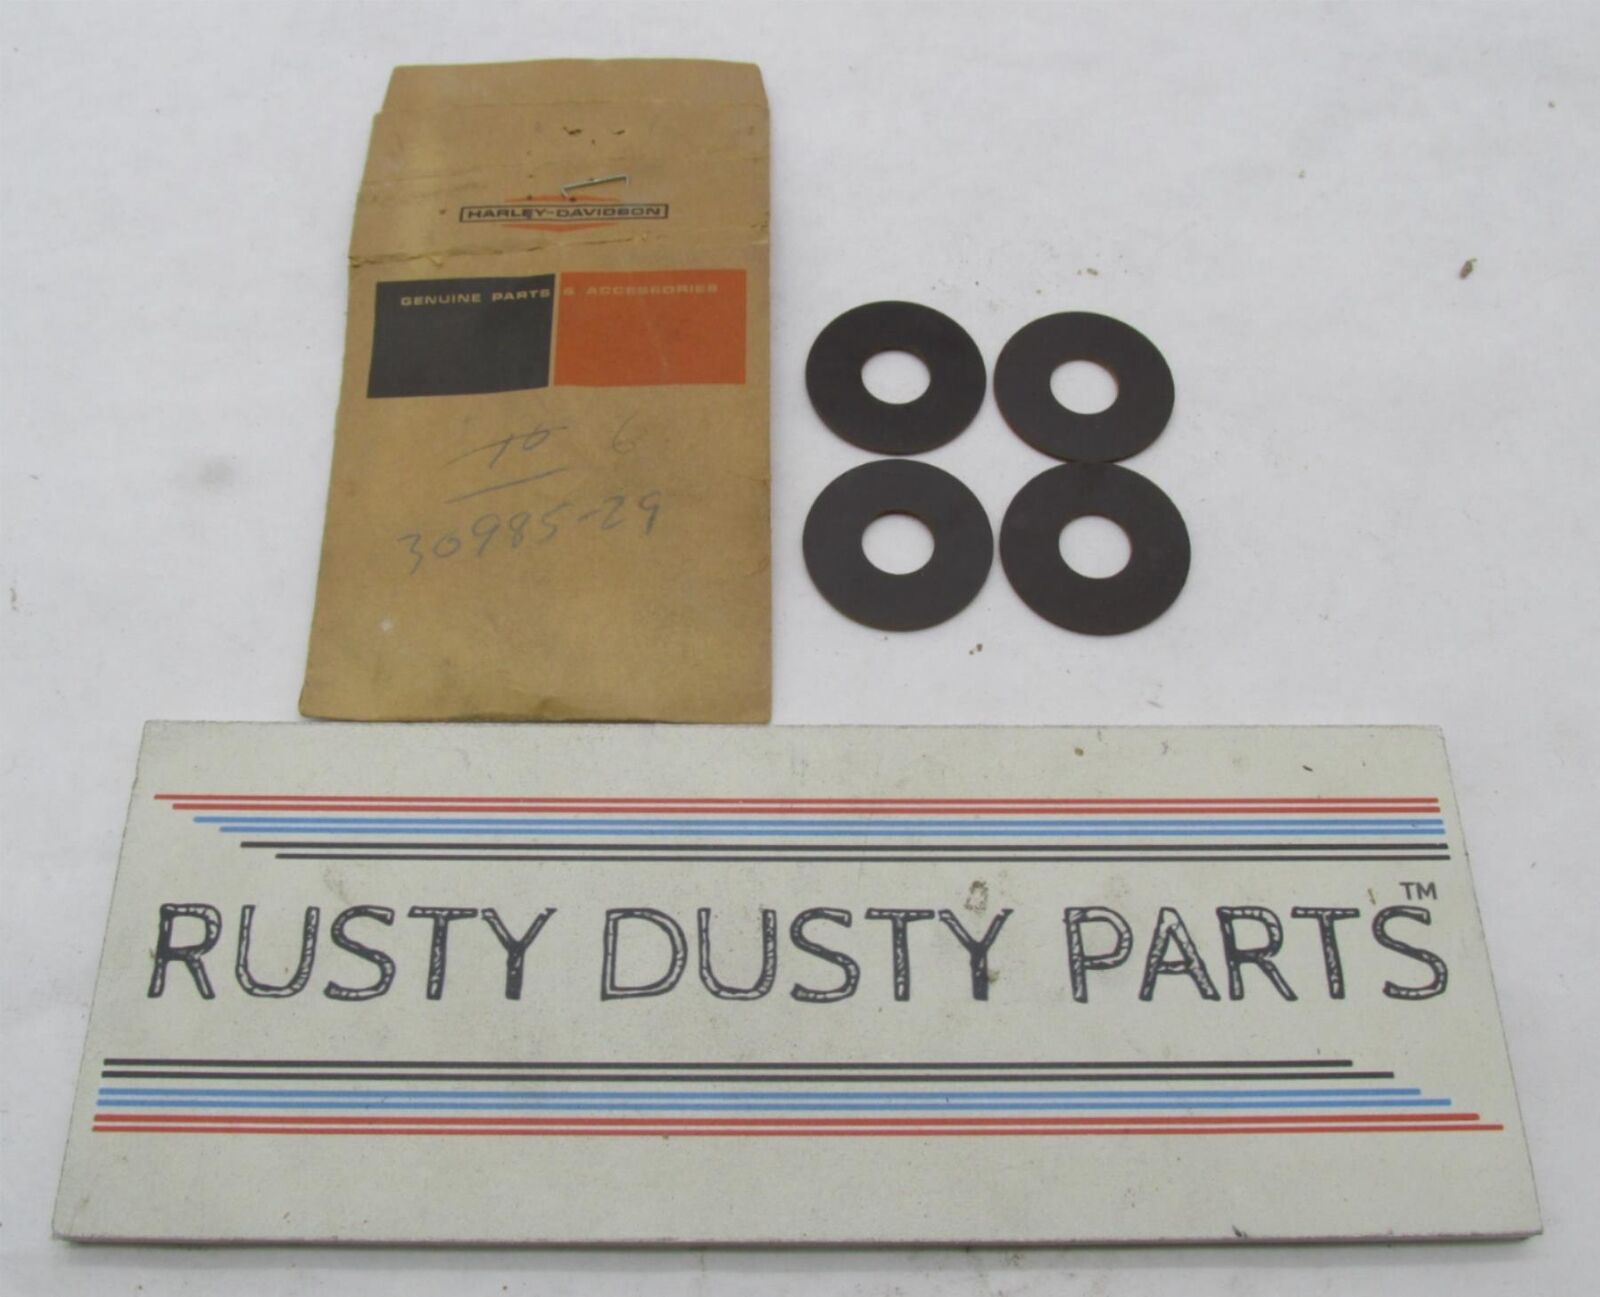 HARLEY-DAVIDSON
GENUINE PARTS & ACCESSORIES
10 6
30985-29
RUSTY DUSTY PARTS™